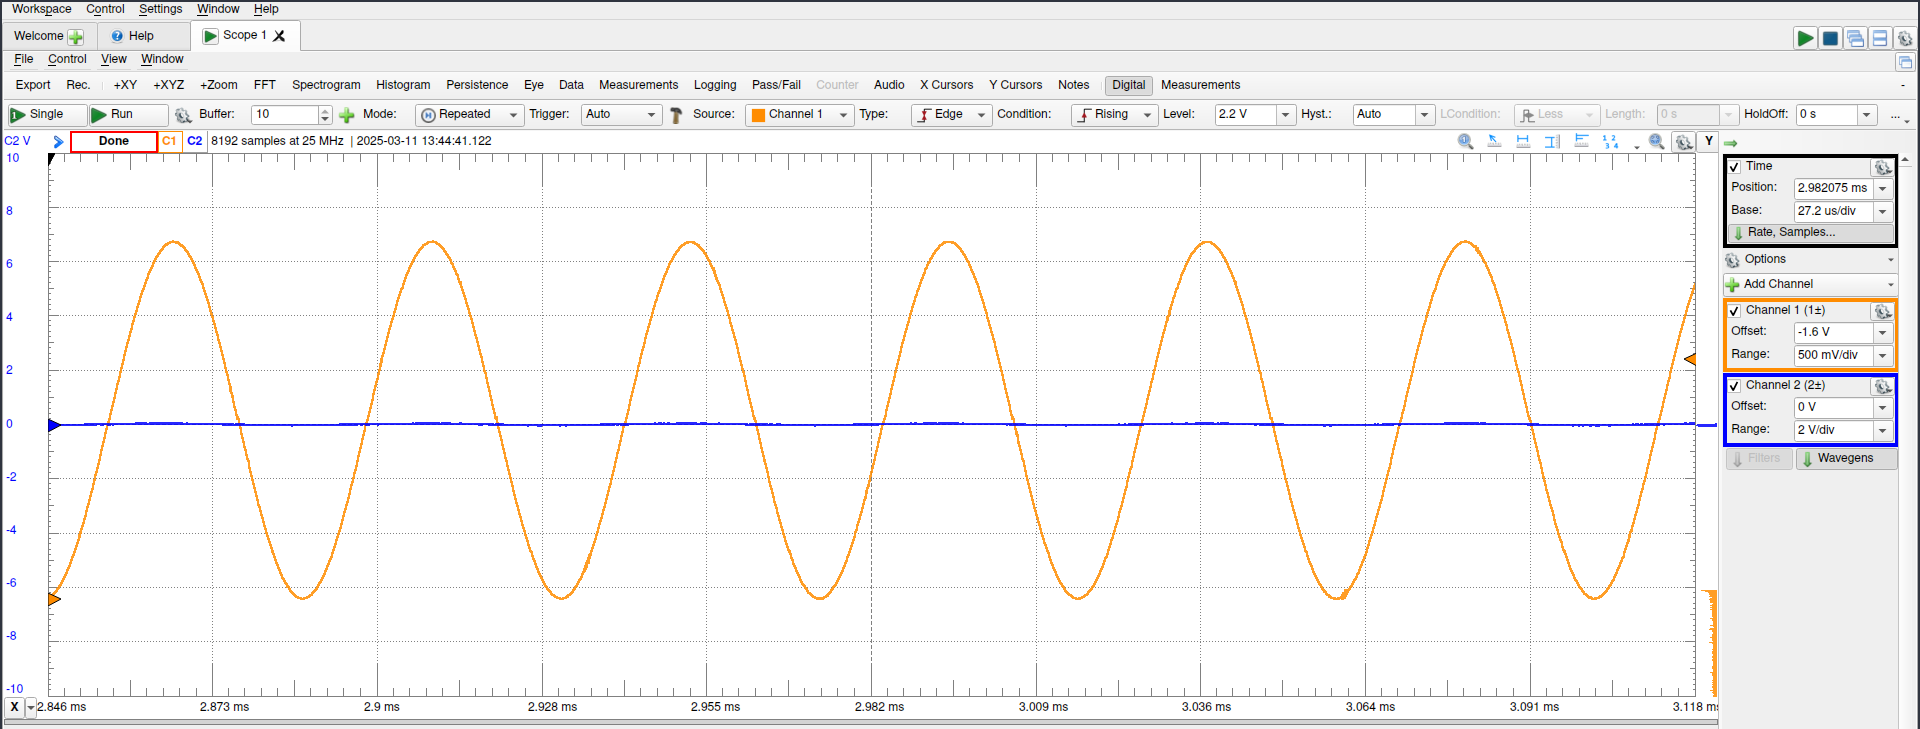 Workspace Control Settings Window Help
Welcome Help Scope 1
File Control View Window
Export Rec. +XY +XYZ +Zoom FFT Spectrogram Histogram Persistence Eye Data Measurements Logging Pass/Fail Counter Audio X Cursors Y Cursors Notes Digital Measurements
Single Run Buffer: 10 Mode: Repeated Trigger: Auto Source: Channel 1 Type: Edge Condition: Rising Level: 2.2 V Hyst.: Auto LCondition: Less Length: 0 s HoldOff: 0 s ...
C2 V Done C1 C2 8192 samples at 25 MHz | 2025-03-11 13:44:41.122 1 2 3 4 Y
10
8
6
4
2
0
-2
-4
-6
-8
-10
X 2.846 ms 2.873 ms 2.9 ms 2.928 ms 2.955 ms 2.982 ms 3.009 ms 3.036 ms 3.064 ms 3.091 ms 3.118 ms
Time
Position: 2.982075 ms
Base: 27.2 us/div
Rate, Samples...
Options
Add Channel
Channel 1 (1±)
Offset: -1.6 V
Range: 500 mV/div
Channel 2 (2±)
Offset: 0 V
Range: 2 V/div
Filters Wavegens